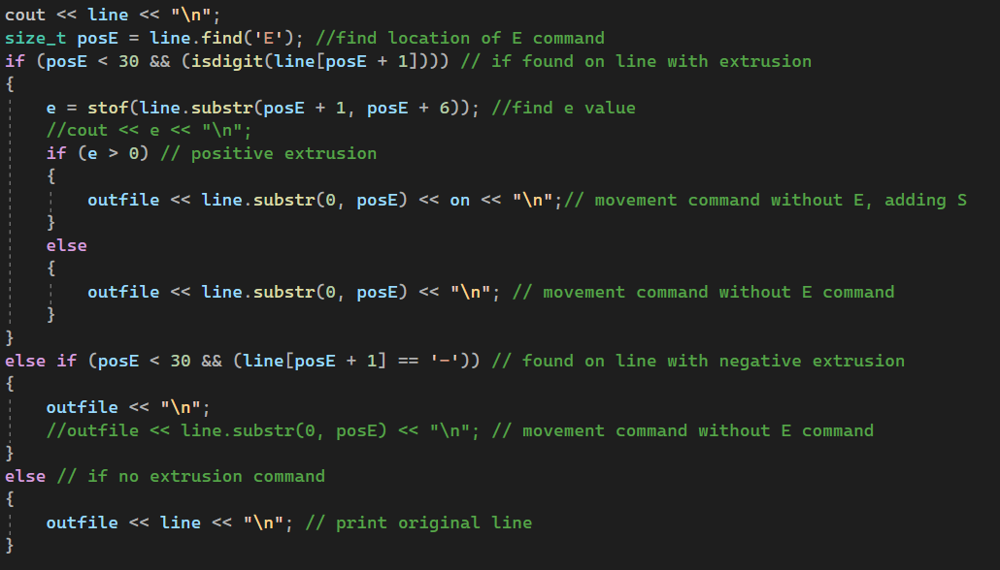 cout << line << "\n";
size_t posE = line.find('E'); //find location of E command
if (posE < 30 && (isdigit(line[posE + 1]))) // if found on line with extrusion
{
    e = stof(line.substr(posE + 1, posE + 6)); //find e value
    //cout << e << "\n";
    if (e > 0) // positive extrusion
    {
        outfile << line.substr(0, posE) << on << "\n";// movement command without E, adding S
    }
    else
    {
        outfile << line.substr(0, posE) << "\n"; // movement command without E command
    }
}
else if (posE < 30 && (line[posE + 1] == '-')) // found on line with negative extrusion
{
    outfile << "\n";
    //outfile << line.substr(0, posE) << "\n"; // movement command without E command
}
else // if no extrusion command
{
    outfile << line << "\n"; // print original line
}